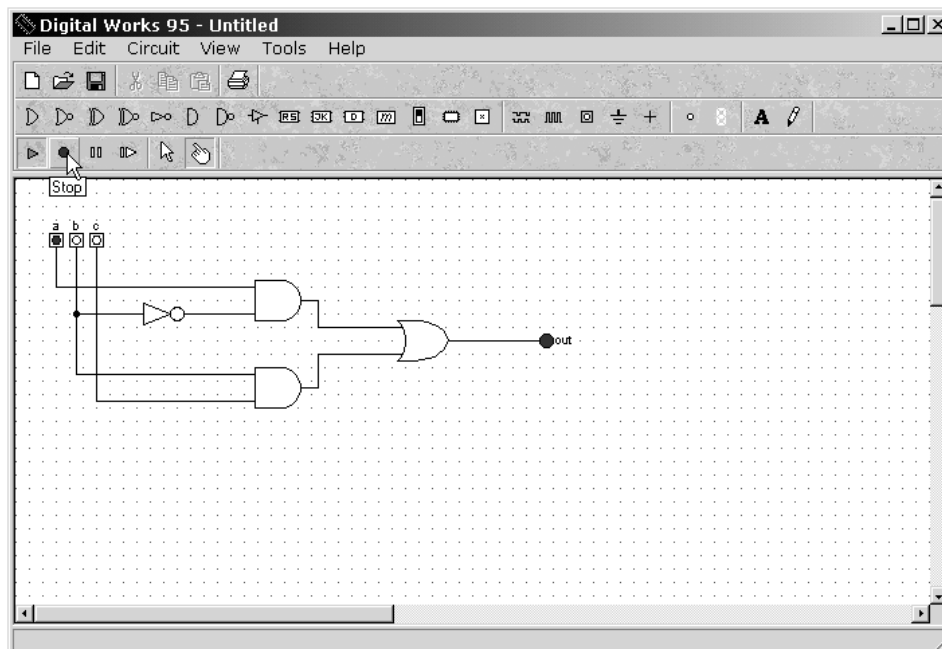 Digital Works 95 - Untitled
File Edit Circuit View Tools Help
RS JK D m A
Stop
a b c
out